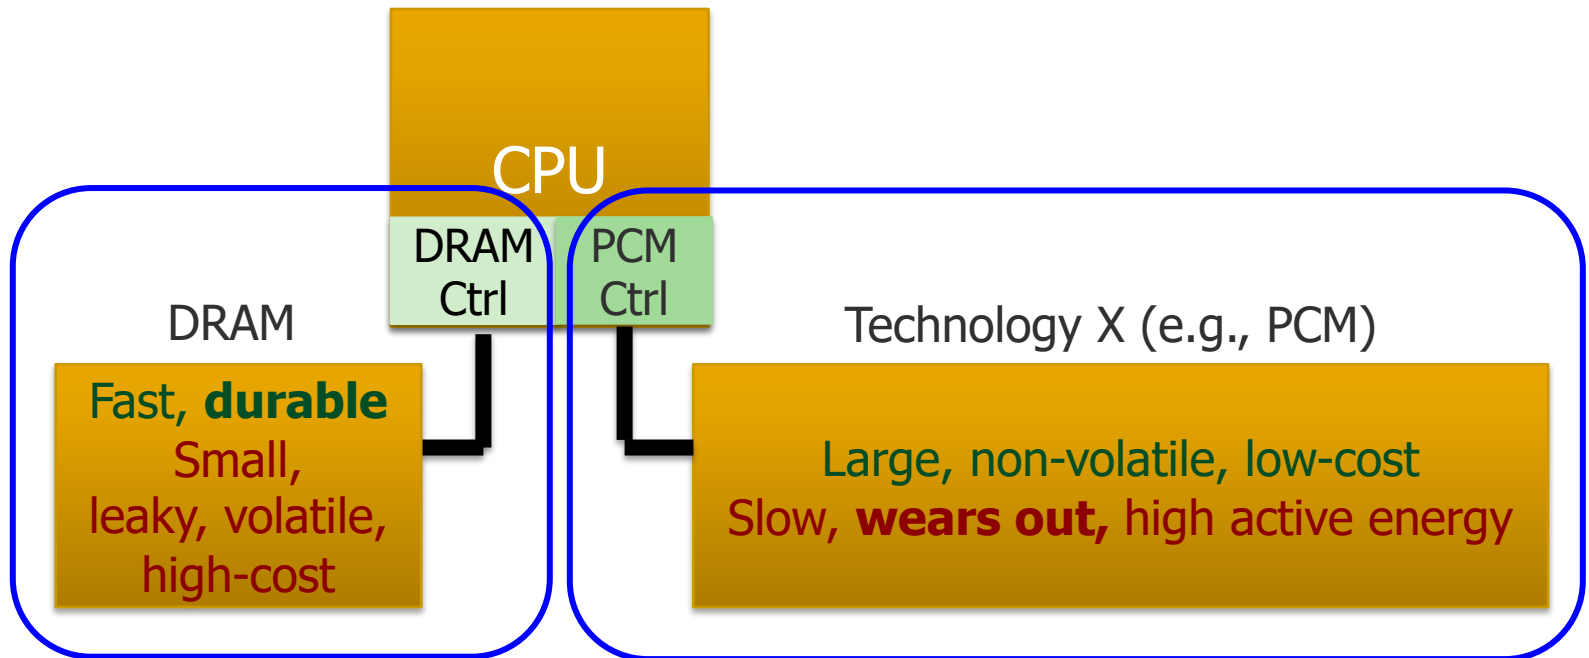 CPU
DRAM
Ctrl
PCM
Ctrl
DRAM
Fast, durable
Small,
leaky, volatile,
high-cost
Technology X (e.g., PCM)
Large, non-volatile, low-cost
Slow, wears out, high active energy